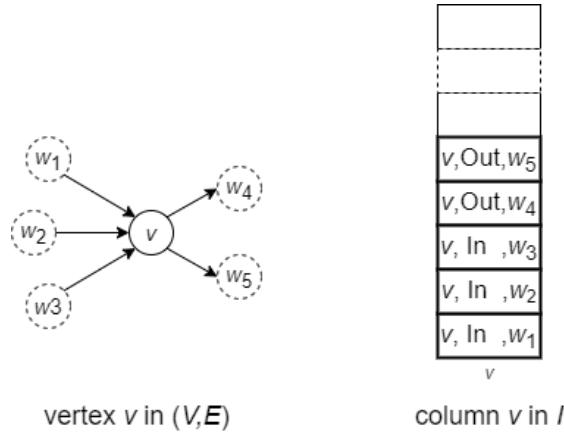 w1
w2
w3
v
w4
w5
vertex v in (V,E)
v,Out,w5
v,Out,w4
v, In ,w3
v, In ,w2
v, In ,w1
v
column v in I